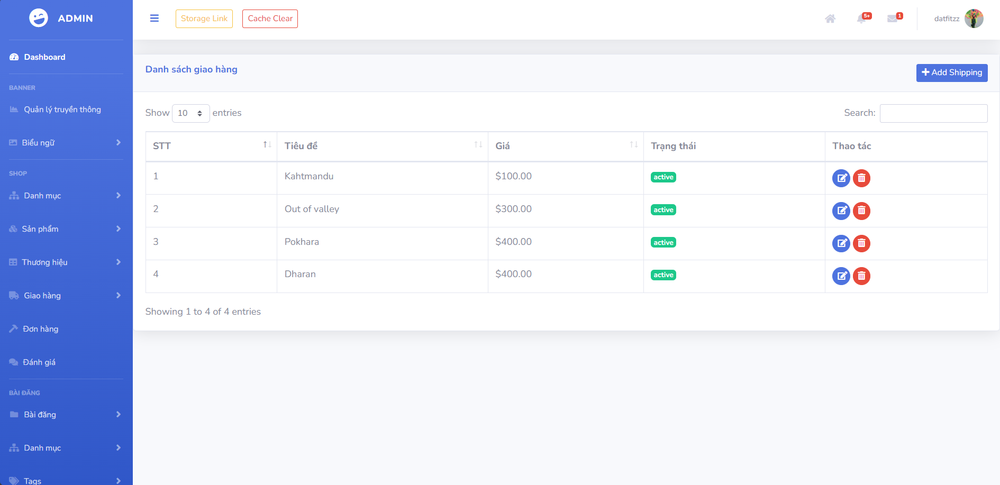 ADMIN
Storage Link
Cache Clear
5+
1
datfitzz
Dashboard
BANNER
Quản lý truyền thông
Biểu ngữ
SHOP
Danh mục
Sản phẩm
Thương hiệu
Giao hàng
Đơn hàng
Đánh giá
BÀI ĐĂNG
Bài đăng
Danh mục
Tags
Danh sách giao hàng
Add Shipping
Show 10 entries
Search:
STT Tiêu đề Giá Trạng thái Thao tác
1 Kahtmandu $100.00 active
2 Out of valley $300.00 active
3 Pokhara $400.00 active
4 Dharan $400.00 active
Showing 1 to 4 of 4 entries